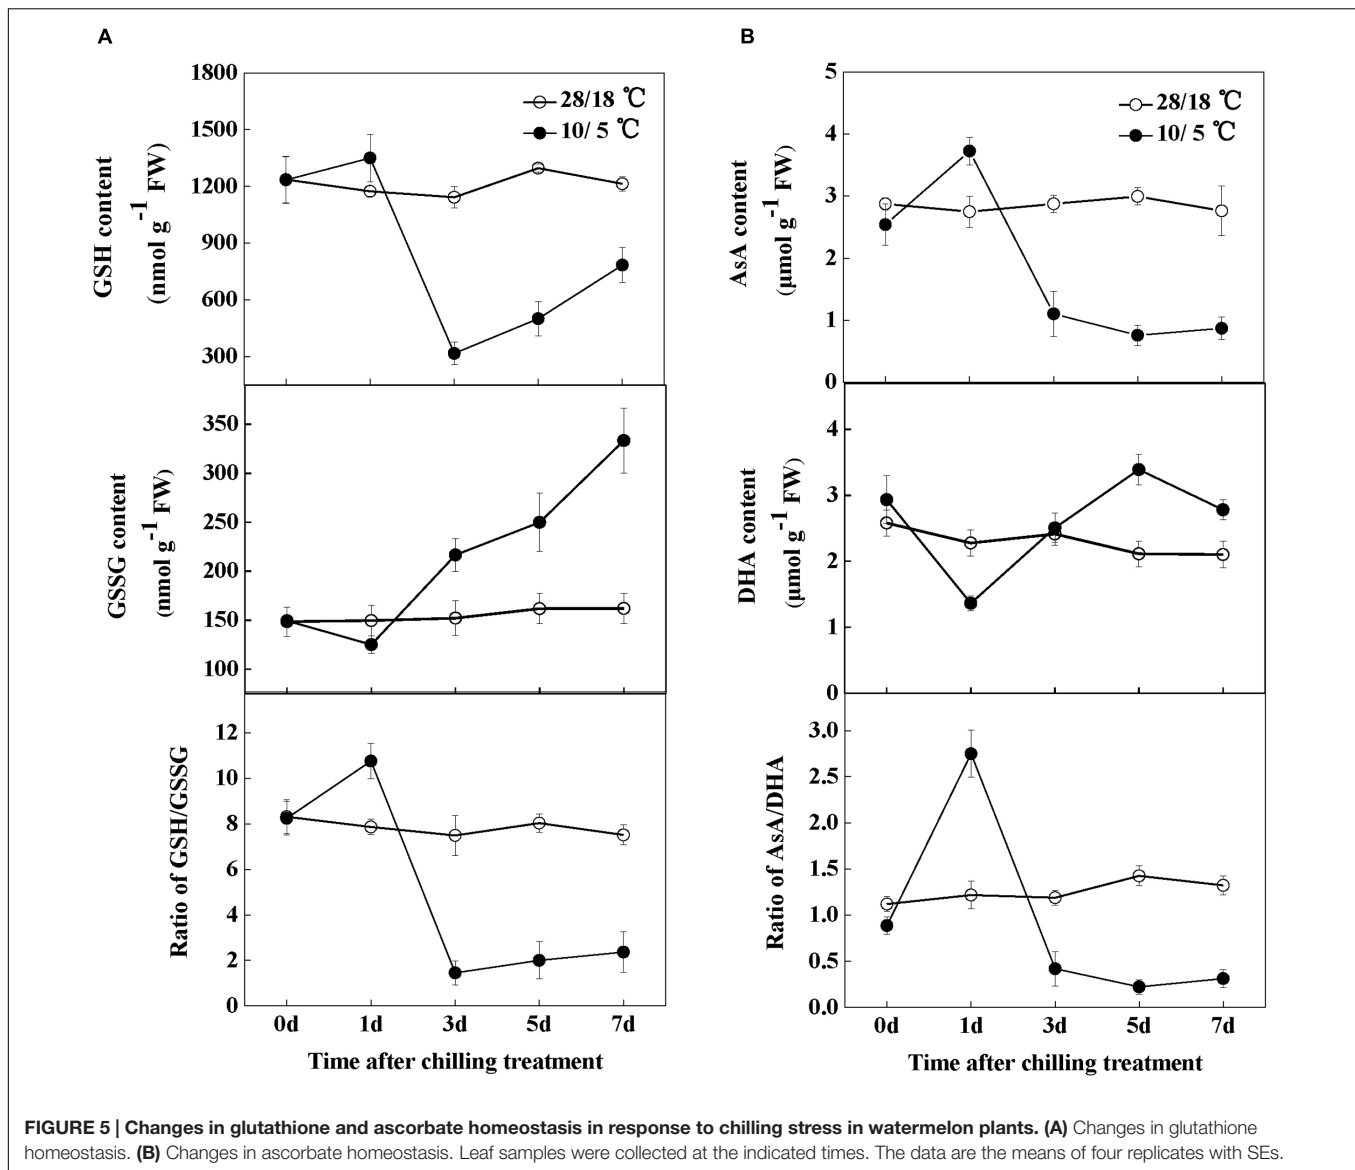 A
1800
1500
1200
900
600
300
GSH content
(nmol g-1 FW)
28/18 ℃
10/ 5 ℃
350
300
250
200
150
100
GSSG content
(nmol g-1 FW)
12
10
8
6
4
2
0
Ratio of GSH/GSSG
0d 1d 3d 5d 7d
Time after chilling treatment
B
5
4
3
2
1
0
AsA content
(μmol g-1 FW)
28/18 ℃
10/ 5 ℃
4
3
2
1
0
DHA content
(μmol g-1 FW)
3.0
2.5
2.0
1.5
1.0
0.5
0.0
Ratio of AsA/DHA
0d 1d 3d 5d 7d
Time after chilling treatment
FIGURE 5 | Changes in glutathione and ascorbate homeostasis in response to chilling stress in watermelon plants. (A) Changes in glutathione
homeostasis. (B) Changes in ascorbate homeostasis. Leaf samples were collected at the indicated times. The data are the means of four replicates with SEs.